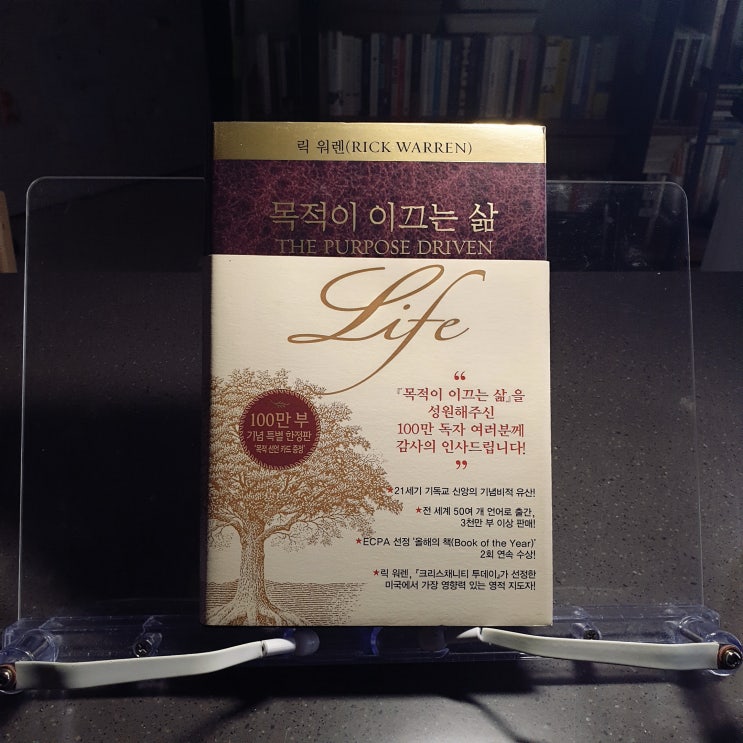 릭 워렌(RICK WARREN)
목적이 이끄는 삶
THE PURPOSE DRIVEN
Life
100만 부
기념 특별 한정판
'목적 선언 카드 증정'
“
『목적이 이끄는 삶』을
성원해주신
100만 독자 여러분께
감사의 인사드립니다!
”
★21세기 기독교 신앙의 기념비적 유산!
★전 세계 50여 개 언어로 출간,
3천만 부 이상 판매!
★ECPA 선정 '올해의 책(Book of the Year)'
2회 연속 수상!
★릭 워렌, 『크리스채니티 투데이』가 선정한
미국에서 가장 영향력 있는 영적 지도자!